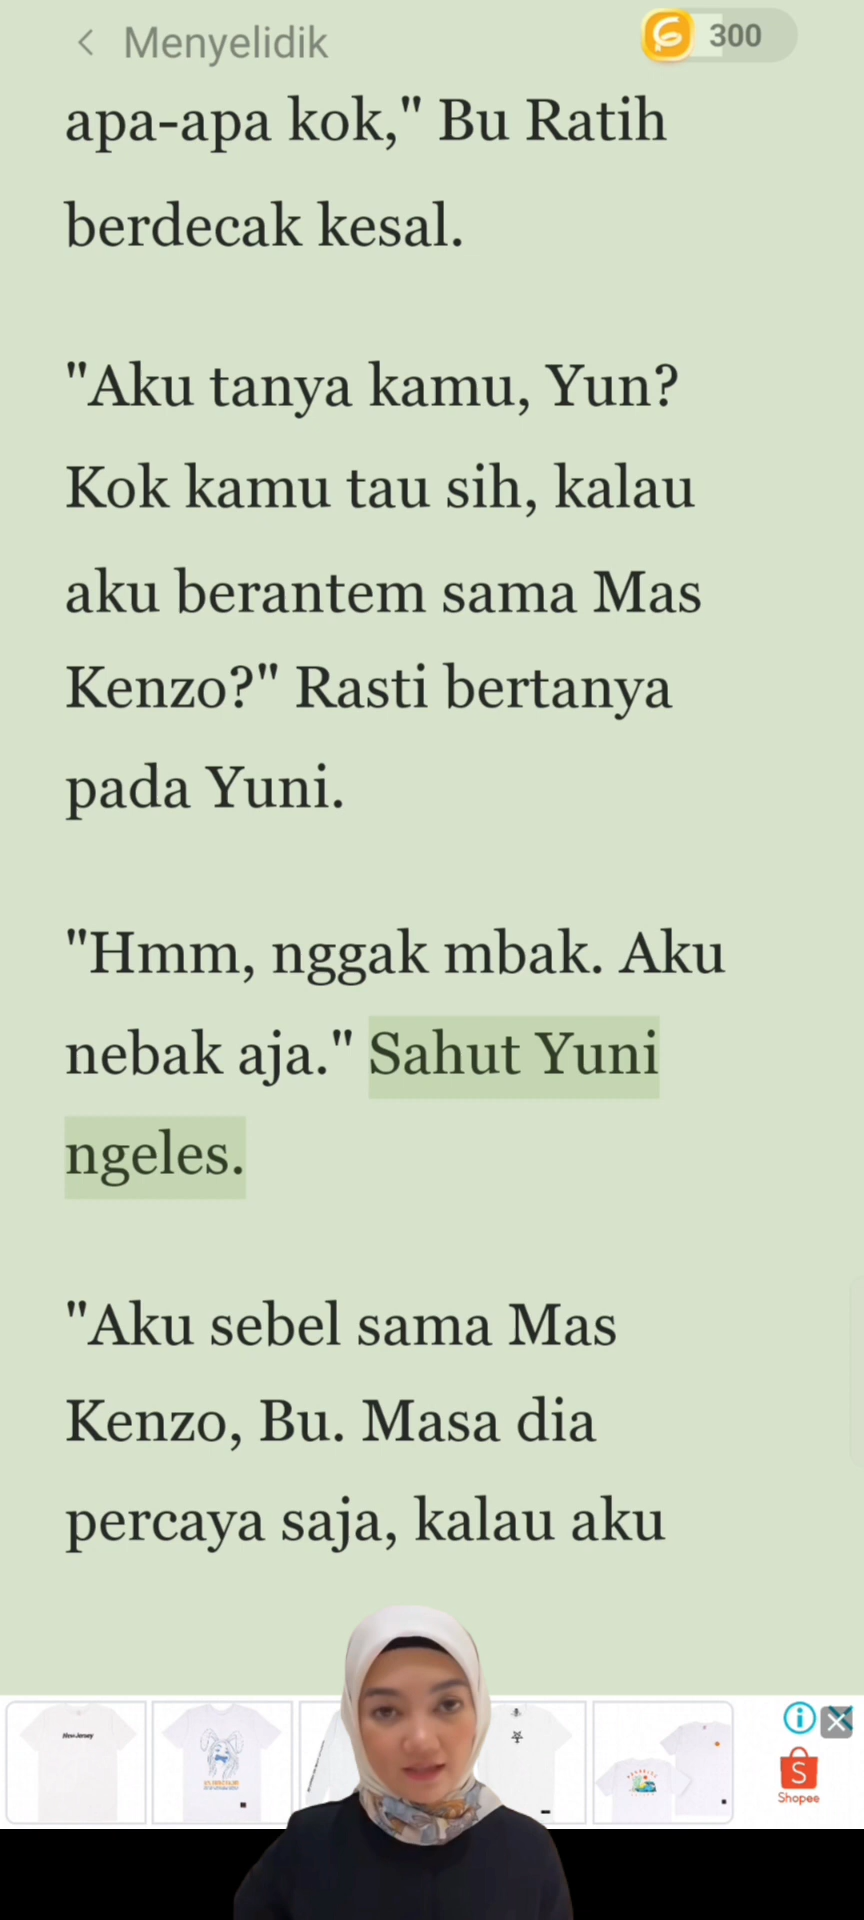 Menyelidik
300
apa-apa kok," Bu Ratih
berdecak kesal.
"Aku tanya kamu, Yun?
Kok kamu tau sih, kalau
aku berantem sama Mas
Kenzo?" Rasti bertanya
pada Yuni.
"Hmm, nggak mbak. Aku
nebak aja." Sahut Yuni
ngeles.
"Aku sebel sama Mas
Kenzo, Bu. Masa dia
percaya saja, kalau aku
Shopee